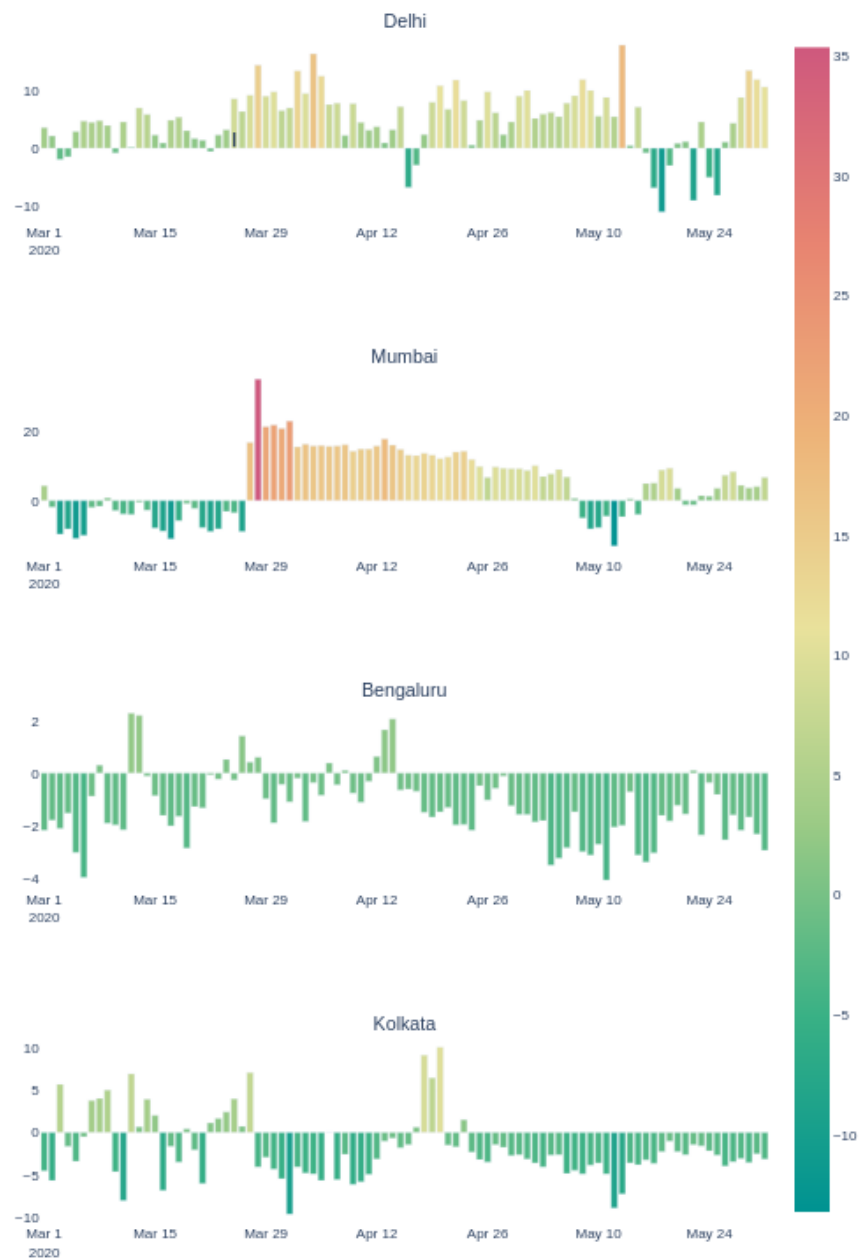 Delhi
10
0
−10
Mar 1
2020
Mar 15
Mar 29
Apr 12
Apr 26
May 10
May 24
Mumbai
20
0
Mar 1
2020
Mar 15
Mar 29
Apr 12
Apr 26
May 10
May 24
Bengaluru
2
0
−2
−4
Mar 1
2020
Mar 15
Mar 29
Apr 12
Apr 26
May 10
May 24
Kolkata
10
5
0
−5
−10
Mar 1
2020
Mar 15
Mar 29
Apr 12
Apr 26
May 10
May 24
35
30
25
20
15
10
5
0
−5
−10